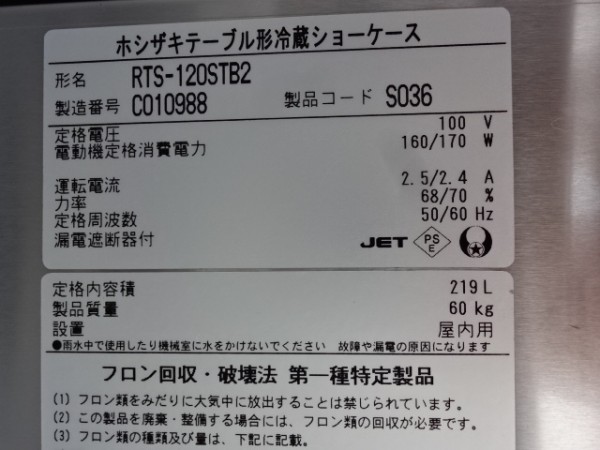 ホシザキテーブル形冷蔵ショーケース
形名 RTS-120STB2
製造番号 C010988 製品コード S036
定格電圧 100 V
電動機定格消費電力 160/170 W
運転電流 2.5/2.4 A
力率 68/70 %
定格周波数 50/60 Hz
漏電遮断器付 JET PSE
定格内容積 219 L
製品質量 60 kg
設置 屋内用
●雨水中で使用したり機械室に水をかけないでください 故障や漏電の原因になります
フロン回収・破壊法 第一種特定製品
(1) フロン類をみだりに大気中に放出することは禁じられています。
(2) この製品を廃棄・整備する場合には、フロン類の回収が必要です。
(3) フロン類の種類及び量は、下記に記載。